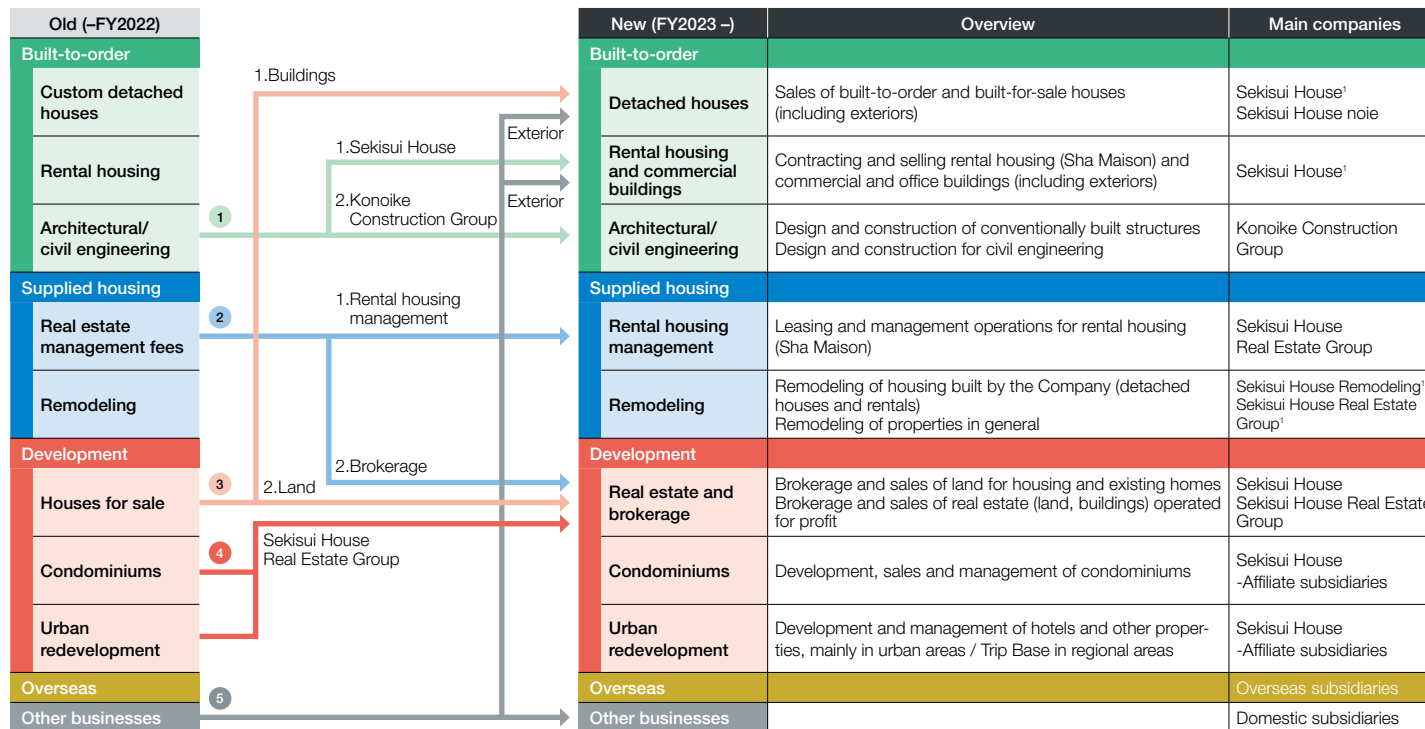 Old (–FY2022)
Built-to-order
Custom detached
houses
Rental housing
Architectural/
civil engineering
Supplied housing
Real estate
management fees
Remodeling
Development
Houses for sale
Condominiums
Urban
redevelopment
Overseas
Other businesses
1
2
3
4
5
1.Buildings
Exterior
1.Sekisui House
Exterior
2.Konoike
Construction Group
1.Rental housing
management
2.Brokerage
2.Land
Sekisui House
Real Estate Group
New (FY2023 –)
Overview
Main companies
Built-to-order
Detached houses
Sales of built-to-order and built-for-sale houses
(including exteriors)
Sekisui House¹
Sekisui House noie
Rental housing
and commercial
buildings
Contracting and selling rental housing (Sha Maison) and
commercial and office buildings (including exteriors)
Sekisui House¹
Architectural/
civil engineering
Design and construction of conventionally built structures
Design and construction for civil engineering
Konoike Construction
Group
Supplied housing
Rental housing
management
Leasing and management operations for rental housing
(Sha Maison)
Sekisui House
Real Estate Group
Remodeling
Remodeling of housing built by the Company (detached
houses and rentals)
Remodeling of properties in general
Sekisui House Remodeling¹
Sekisui House Real Estate
Group¹
Development
Real estate and
brokerage
Brokerage and sales of land for housing and existing homes
Brokerage and sales of real estate (land, buildings) operated
for profit
Sekisui House
Sekisui House Real Estate
Group
Condominiums
Development, sales and management of condominiums
Sekisui House
-Affiliate subsidiaries
Urban
redevelopment
Development and management of hotels and other proper-
ties, mainly in urban areas / Trip Base in regional areas
Sekisui House
-Affiliate subsidiaries
Overseas
Overseas subsidiaries
Other businesses
Domestic subsidiaries